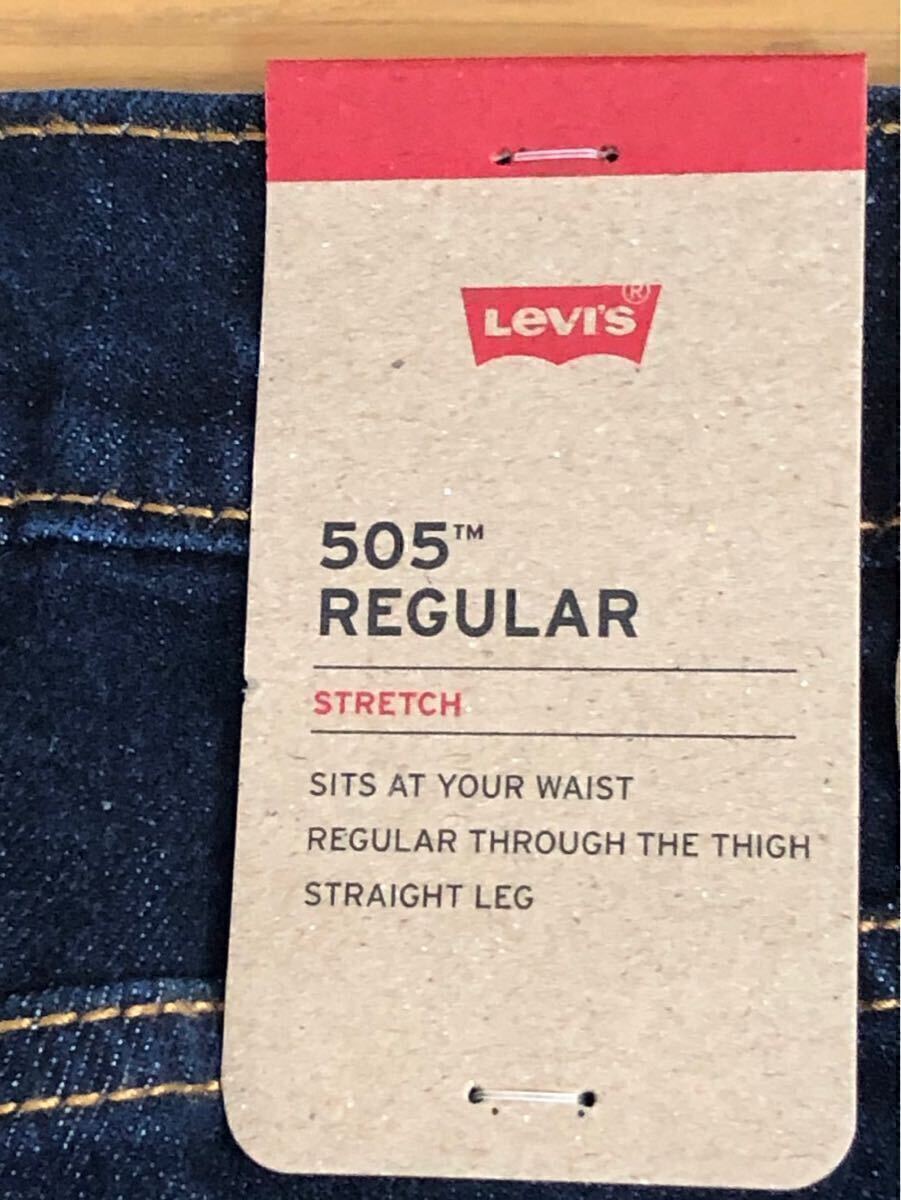 LEVI'S®
505™
REGULAR
STRETCH
SITS AT YOUR WAIST
REGULAR THROUGH THE THIGH
STRAIGHT LEG